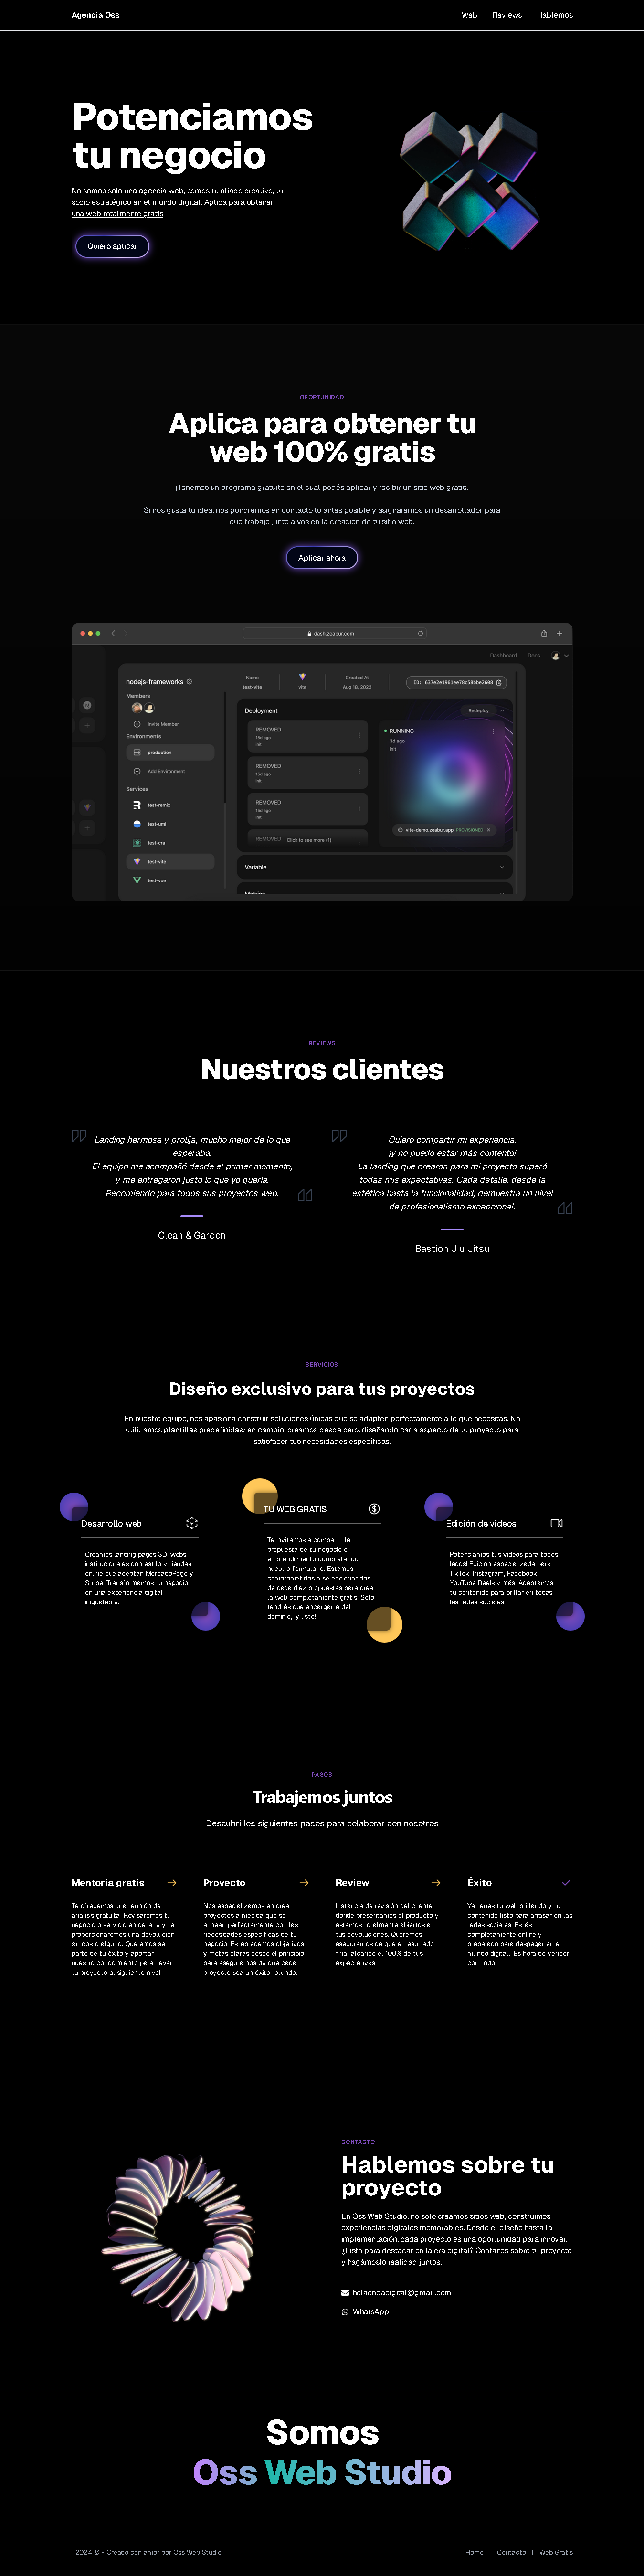 Agencia Oss
Web
Reviews
Hablemos
Potenciamos
tu negocio
No somos solo una agencia web, somos tu aliado creativo, tu
socio estratégico en el mundo digital. Aplica para obtener
una web totalmente gratis
Quiero aplicar
OPORTUNIDAD
Aplica para obtener tu
web 100% gratis
¡Tenemos un programa gratuito en el cual podés aplicar y recibir un sitio web gratis!
Si nos gusta tu idea, nos pondremos en contacto lo antes posible y asignaremos un desarrollador para
que trabaje junto a vos en la creación de tu sitio web.
Aplicar ahora
dash.zeabur.com
Dashboard
Docs
nodejs-frameworks
Members
Invite Member
Environments
production
Add Environment
Services
test-remix
test-umi
test-cra
test-vite
test-vue
Name
test-vite
vite
Created At
Aug 18, 2022
Deployment
Redeploy
REMOVED
15d ago
init
REMOVED
15d ago
init
REMOVED
15d ago
init
REMOVED
Click to see more (1)
RUNNING
3d ago
init
vite-demo.zeabur.app PROVISIONED
Variable
Metrics
REVIEWS
Nuestros clientes
Landing hermosa y prolija, mucho mejor de lo que
esperaba.
El equipo me acompañó desde el primer momento,
y me entregaron justo lo que yo quería.
Recomiendo para todos sus proyectos web.
Clean & Garden
Quiero compartir mi experiencia,
¡y no puedo estar más contento!
La landing que crearon para mi proyecto superó
todas mis expectativas. Cada detalle, desde la
estética hasta la funcionalidad, demuestra un nivel
de profesionalismo excepcional.
Bastion Jiu Jitsu
SERVICIOS
Diseño exclusivo para tus proyectos
En nuestro equipo, nos apasiona construir soluciones únicas que se adapten perfectamente a lo que necesitas. No
utilizamos plantillas predefinidas; en cambio, creamos desde cero, diseñando cada aspecto de tu proyecto para
satisfacer tus necesidades específicas.
Desarrollo web
Creamos landing pages 3D, webs
institucionales con estilo y tiendas
online que aceptan MercadoPago y
Stripe. Transformamos tu negocio
en una experiencia digital
inigualable.
TU WEB GRATIS
Te invitamos a compartir la
propuesta de tu negocio o
emprendimiento completando
nuestro formulario. Estamos
comprometidos a seleccionar dos
de cada diez propuestas para crear
la web completamente gratis. Solo
tendrás que encargarte del
dominio, ¡y listo!
Edición de videos
Potenciamos tus videos para todos
lados! Edición especializada para
TikTok, Instagram, Facebook,
YouTube Reels y más. Adaptamos
tu contenido para brillar en todas
las redes sociales.
PASOS
Trabajemos juntos
Descubrí los siguientes pasos para colaborar con nosotros
Mentoria gratis
Te ofrecemos una reunión de
análisis gratuita. Revisaremos tu
negocio o servicio en detalle y te
proporcionaremos una devolución
sin costo alguno. Queremos ser
parte de tu éxito y aportar
nuestro conocimiento para llevar
tu proyecto al siguiente nivel.
Proyecto
Nos especializamos en crear
proyectos a medida que se
alinean perfectamente con las
necesidades específicas de tu
negocio. Establecemos objetivos
y metas claras desde el principio
para asegurarnos de que cada
proyecto sea un éxito rotundo.
Review
Instancia de revisión del cliente,
donde presentamos el producto y
estamos totalmente abiertos a
tus devoluciones. Queremos
asegurarnos de que el resultado
final alcance el 100% de tus
expectativas.
Éxito
Ya tenes tu web brillando y tu
contenido listo para arrasar en las
redes sociales. Estás
completamente online y
preparado para despegar en el
mundo digital. ¡Es hora de vender
con todo!
CONTACTO
Hablemos sobre tu
proyecto
En Oss Web Studio, no solo creamos sitios web, construimos
experiencias digitales memorables. Desde el diseño hasta la
implementación, cada proyecto es una oportunidad para innovar.
¿Listo para destacar en la era digital? Contanos sobre tu proyecto
y hagámoslo realidad juntos.
holaondadigital@gmail.com
WhatsApp
Somos
Oss Web Studio
2024 © - Creado con amor por Oss Web Studio
Home | Contacto | Web Gratis